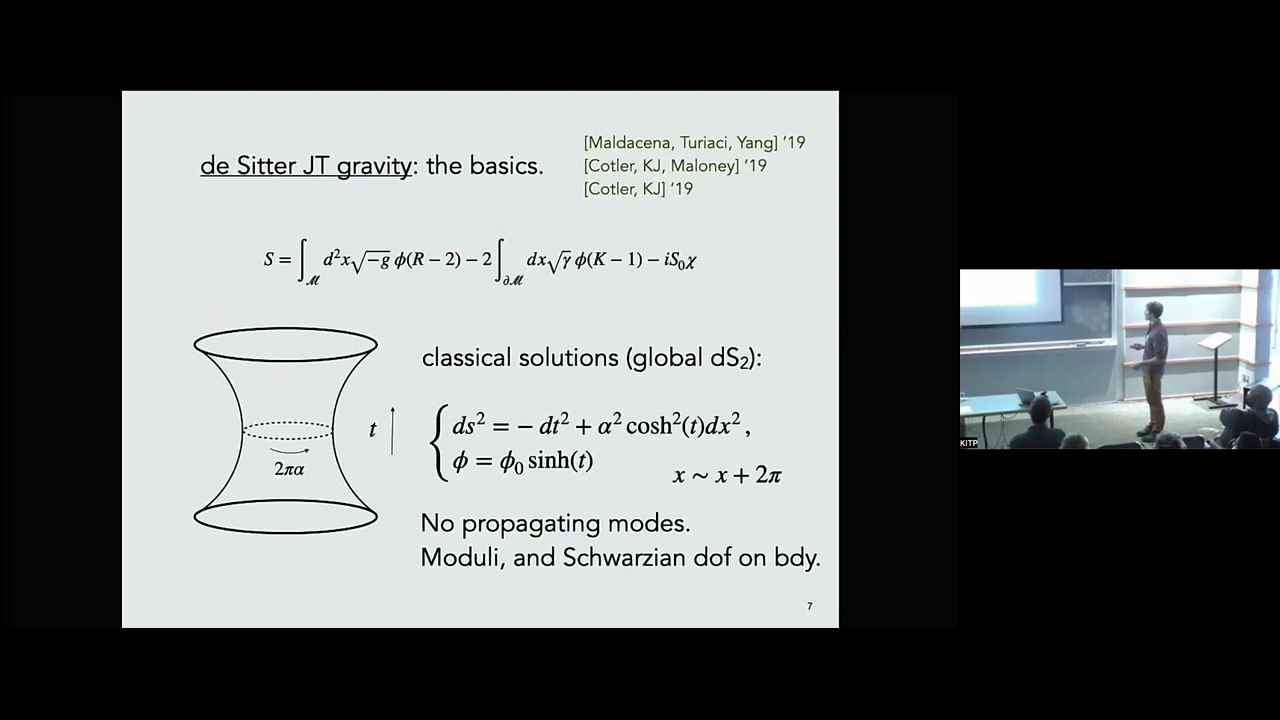 de Sitter JT gravity: the basics.
[Maldacena, Turiaci, Yang] '19
[Cotler, KJ, Maloney] '19
[Cotler, KJ] '19
S = ∫_ℳ d²x√−g ϕ(R − 2) − 2∫_∂ℳ dx√γ ϕ(K − 1) − iS₀χ
classical solutions (global dS₂):
ds² = − dt² + α² cosh²(t)dx² ,
ϕ = ϕ₀ sinh(t)
x ~ x + 2π
t
2πα
No propagating modes.
Moduli, and Schwarzian dof on bdy.
7
KITP